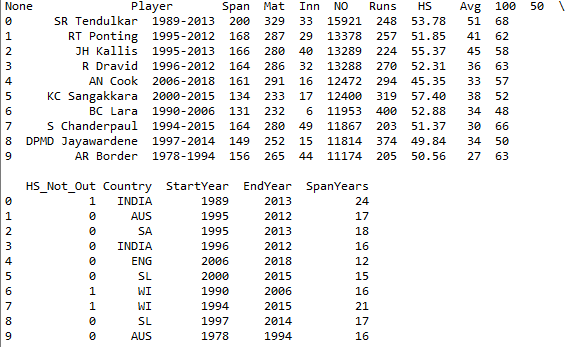 None Player Span Mat Inn NO Runs HS Avg 100 50 \
0 SR Tendulkar 1989-2013 200 329 33 15921 248 53.78 51 68
1 RT Ponting 1995-2012 168 287 29 13378 257 51.85 41 62
2 JH Kallis 1995-2013 166 280 40 13289 224 55.37 45 58
3 R Dravid 1996-2012 164 286 32 13288 270 52.31 36 63
4 AN Cook 2006-2018 161 291 16 12472 294 45.35 33 57
5 KC Sangakkara 2000-2015 134 233 17 12400 319 57.40 38 52
6 BC Lara 1990-2006 131 232 6 11953 400 52.88 34 48
7 S Chanderpaul 1994-2015 164 280 49 11867 203 51.37 30 66
8 DPMD Jayawardene 1997-2014 149 252 15 11814 374 49.84 34 50
9 AR Border 1978-1994 156 265 44 11174 205 50.56 27 63
HS_Not_Out Country StartYear EndYear SpanYears
0 1 INDIA 1989 2013 24
1 0 AUS 1995 2012 17
2 0 SA 1995 2013 18
3 0 INDIA 1996 2012 16
4 0 ENG 2006 2018 12
5 0 SL 2000 2015 15
6 1 WI 1990 2006 16
7 1 WI 1994 2015 21
8 0 SL 1997 2014 17
9 0 AUS 1978 1994 16